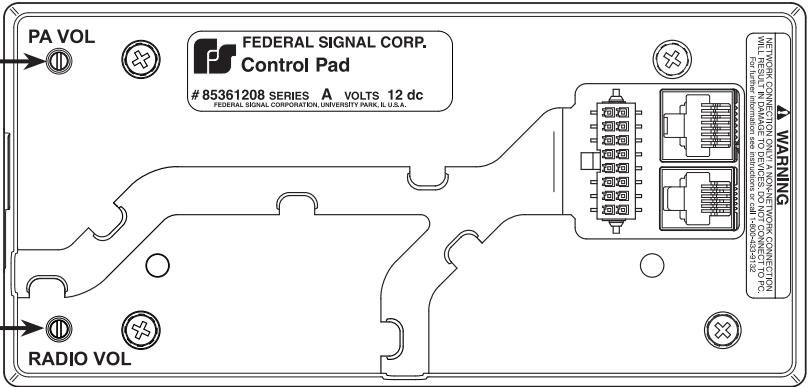 PA VOL
FEDERAL SIGNAL CORP.
Control Pad
# 85361208 SERIES A VOLTS 12 dc
FEDERAL SIGNAL CORPORATION, UNIVERSITY PARK, IL U.S.A.
WARNING
NETWORK CONNECTION ONLY! A NON-NETWORK CONNECTION
WILL RESULT IN DAMAGE TO DEVICES. DO NOT CONNECT TO PC.
For further information see instructions or call 1-800-433-9132
RADIO VOL